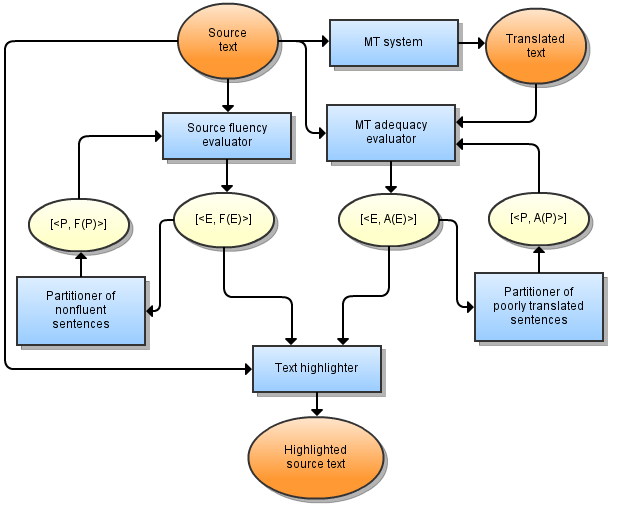 Source
text
MT system
Translated
text
Source fluency
evaluator
MT adequacy
evaluator
[<P, F(P)>]
[<E, F(E)>]
[<E, A(E)>]
[<P, A(P)>]
Partitioner of
nonfluent
sentences
Partitioner of
poorly translated
sentences
Text highlighter
Highlighted
source text